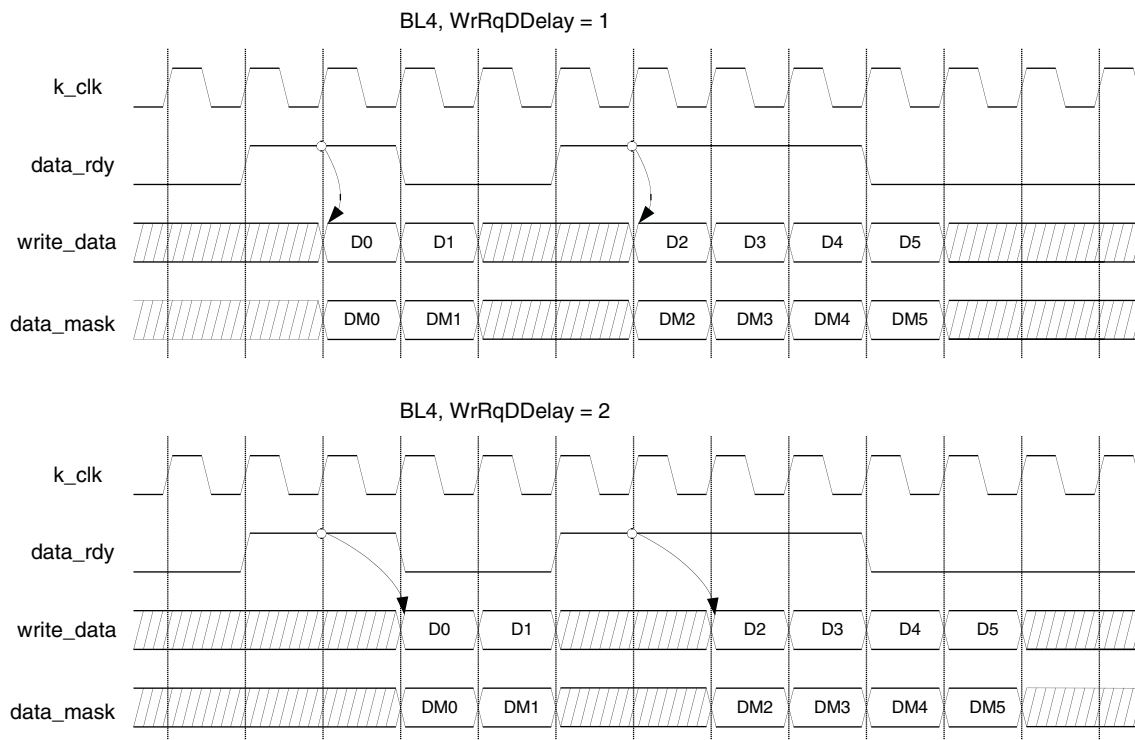 BL4, WrRqDDelay = 1
k_clk
data_rdy
write_data D0 D1 D2 D3 D4 D5
data_mask DM0 DM1 DM2 DM3 DM4 DM5
BL4, WrRqDDelay = 2
k_clk
data_rdy
write_data D0 D1 D2 D3 D4 D5
data_mask DM0 DM1 DM2 DM3 DM4 DM5